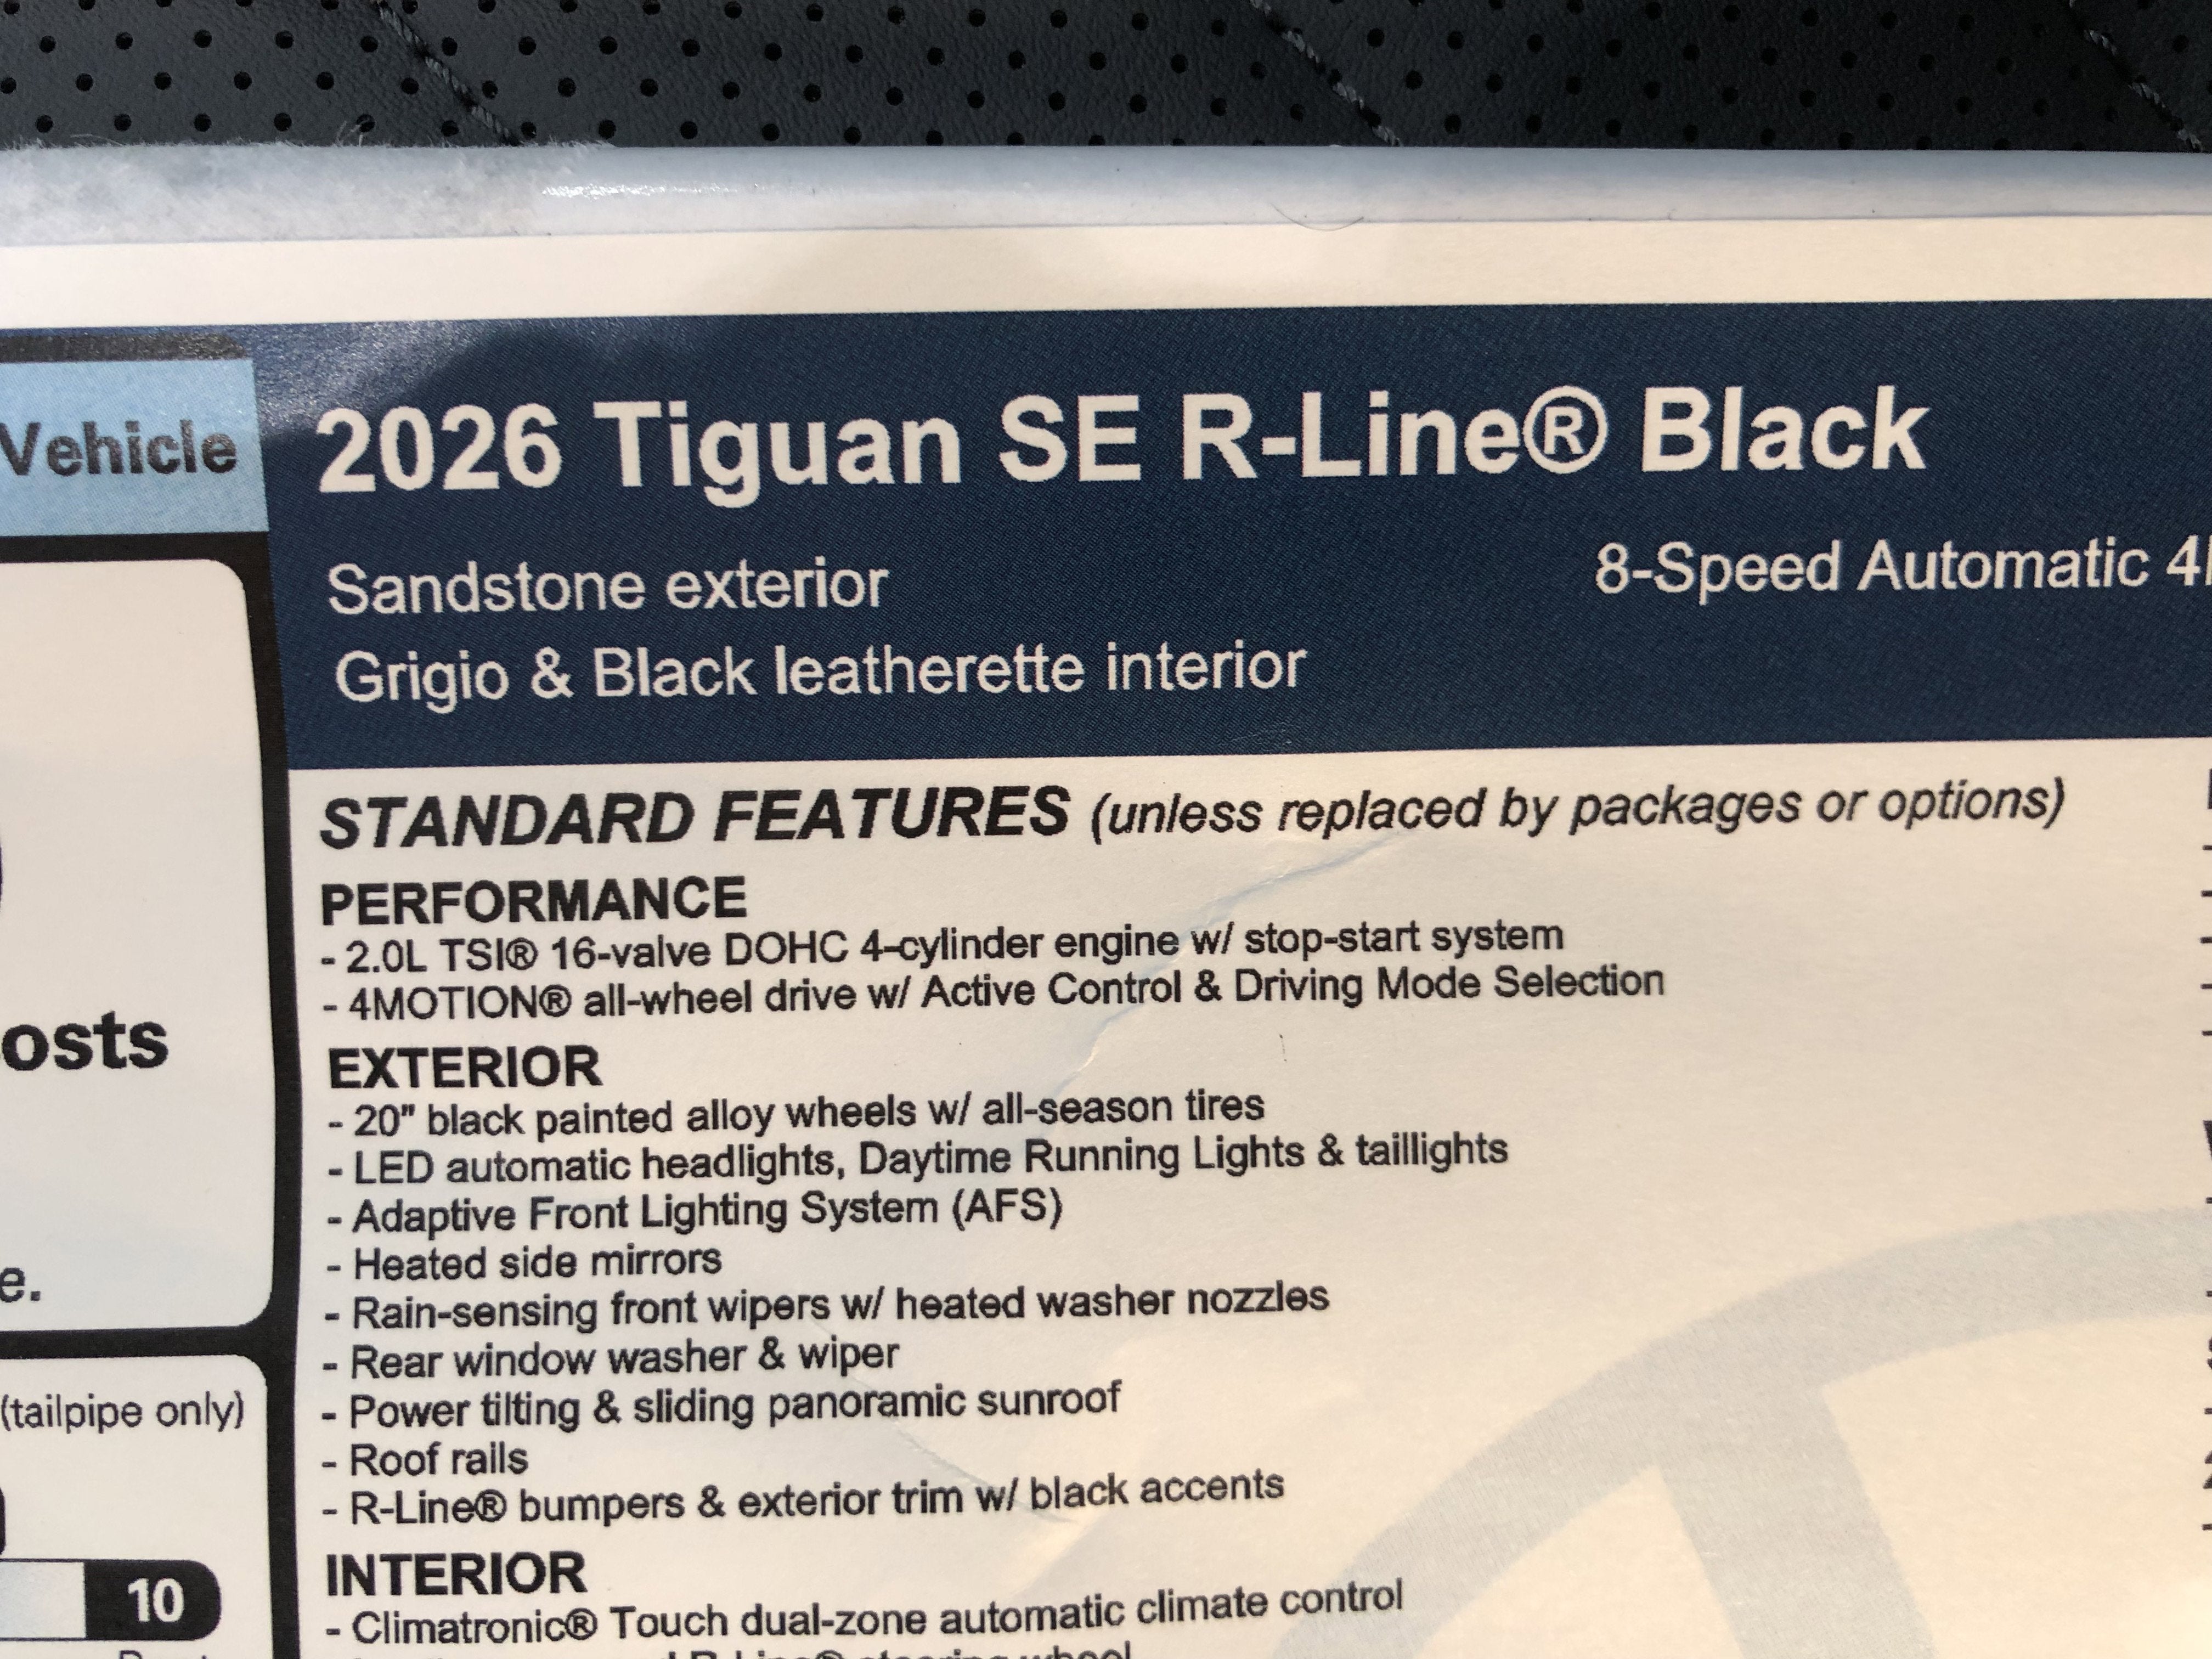 Vehicle
osts
e.
(tailpipe only)
10
2026 Tiguan SE R-Line® Black
Sandstone exterior
8-Speed Automatic
Grigio & Black leatherette interior
STANDARD FEATURES (unless replaced by packages or options)
PERFORMANCE
- 2.0L TSI® 16-valve DOHC 4-cylinder engine w/ stop-start system
- 4MOTION® all-wheel drive w/ Active Control & Driving Mode Selection
EXTERIOR
- 20" black painted alloy wheels w/ all-season tires
- LED automatic headlights, Daytime Running Lights & taillights
- Adaptive Front Lighting System (AFS)
- Heated side mirrors
- Rain-sensing front wipers w/ heated washer nozzles
- Rear window washer & wiper
- Power tilting & sliding panoramic sunroof
- Roof rails
- R-Line® bumpers & exterior trim w/ black accents
INTERIOR
- Climatronic® Touch dual-zone automatic climate control
R-Line® steering wheel